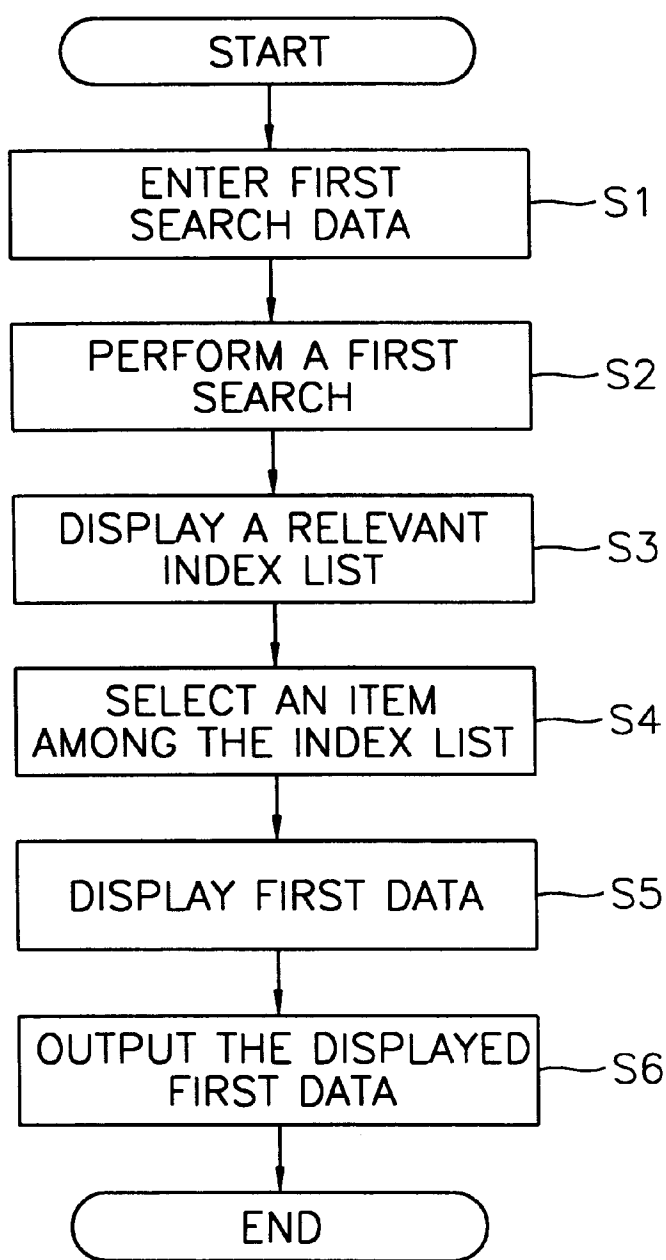 START
ENTER FIRST
SEARCH DATA
S1
PERFORM A FIRST
SEARCH
S2
DISPLAY A RELEVANT
INDEX LIST
S3
SELECT AN ITEM
AMONG THE INDEX LIST
S4
DISPLAY FIRST DATA
S5
OUTPUT THE DISPLAYED
FIRST DATA
S6
END